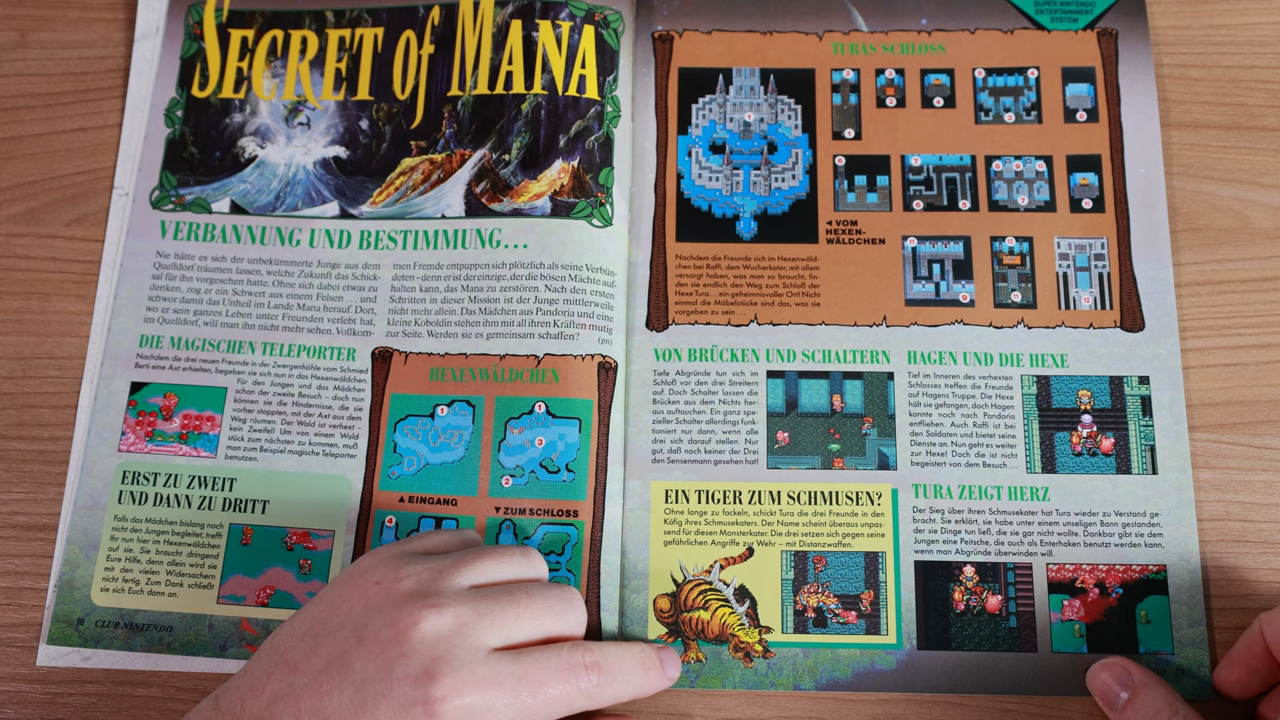 SECRET of MANA
VERBANNUNG UND BESTIMMUNG...
Nie hätte es sich der unbekümmerte Junge aus dem
Quelldorf träumen lassen, welche Zukunft das Schick-
sal für ihn vorgesehen hatte. Ohne sich dabei etwas zu
denken, zog er ein Schwert aus einem Felsen ... und
schwor damit das Unheil im Lande Mana herauf. Dort,
wo er sein ganzes Leben unter Freunden verlebt hat,
im Quelldorf, will man ihn nicht mehr sehen. Vollkom-
men Fremde entpuppen sich plötzlich als seine Verbün-
deten – denn er ist der einzige, der die bösen Mächte auf-
halten kann, das Mana zu zerstören. Nach den ersten
Schritten in dieser Mission ist der Junge mittlerweile
nicht mehr allein. Das Mädchen aus Pandoria und eine
kleine Koboldin stehen ihm mit all ihren Kräften mutig
zur Seite. Werden sie es gemeinsam schaffen?
(pn)
DIE MAGISCHEN TELEPORTER
Nachdem die drei neuen Freunde in der Zwergenhöhle vom Schmied
Berti eine Axt erhielten, begeben sie sich nun in das Hexenwäldchen.
Für den Jungen und das Mädchen
schon der zweite Besuch – doch nun
können sie die Hindernisse, die sie
vorher stoppten, mit der Axt aus dem
Weg räumen. Der Wald ist verhext –
kein Zweifel! Um von einem Wald-
stück zum nächsten zu kommen, muß
man zum Beispiel magische Teleporter
benutzen.
ERST ZU ZWEIT
UND DANN ZU DRITT
Falls das Mädchen bislang noch
nicht den Jungen begleitet, trefft
Ihr nun hier im Hexenwäldchen
auf sie. Sie braucht dringend
Eure Hilfe, denn allein wird sie
mit den vielen Widersachern
nicht fertig. Zum Dank schließt
sie sich Euch dann an.
HEXENWÄLDCHEN
1
1
3
2
▲ EINGANG
▼ ZUM SCHLOSS
4
18 CLUB NINTENDO
SUPER NINTENDO
ENTERTAINMENT
SYSTEM
TURAS SCHLOSS
◄ VOM
HEXEN-
WÄLDCHEN
Nachdem die Freunde sich im Hexenwäld-
chen bei Raffi, dem Wucherkater, mit allem
versorgt haben, was man so braucht, fin-
den sie endlich den Weg zum Schloß der
Hexe Tura ... ein geheimnisvoller Ort! Nicht
einmal die Möbelstücke sind das, was sie
vorgeben zu sein ...
VON BRÜCKEN UND SCHALTERN
Tiefe Abgründe tun sich im
Schloß vor den drei Streitern
auf. Doch Schalter lassen die
Brücken aus dem Nichts her-
aus auftauchen. Ein ganz spe-
zieller Schalter allerdings funk-
tioniert nur dann, wenn alle
drei sich darauf stellen. Nur
gut, daß noch keiner der Drei
den Sensenmann gesehen hat!
HAGEN UND DIE HEXE
Tief im Inneren des verhexten
Schlosses treffen die Freunde
auf Hagens Truppe. Die Hexe
hält sie gefangen, doch Hagen
konnte noch nach Pandoria
entfliehen. Auch Raffi ist bei
den Soldaten und bietet seine
Dienste an. Nun geht es weiter
zur Hexe! Doch die ist nicht
begeistert von dem Besuch ...
EIN TIGER ZUM SCHMUSEN?
Ohne lange zu fackeln, schickt Tura die drei Freunde in den
Käfig ihres Schmusekaters. Der Name scheint überaus unpas-
send für diesen Monsterkater. Die drei setzen sich gegen seine
gefährlichen Angriffe zur Wehr – mit Distanzwaffen.
TURA ZEIGT HERZ
Der Sieg über ihren Schmusekater hat Tura wieder zu Verstand ge-
bracht. Sie erklärt, sie habe unter einem unseligen Bann gestanden,
der sie Dinge tun ließ, die sie gar nicht wollte. Dankbar gibt sie dem
Jungen eine Peitsche, die auch als Enterhaken benutzt werden kann,
wenn man Abgründe überwinden will.